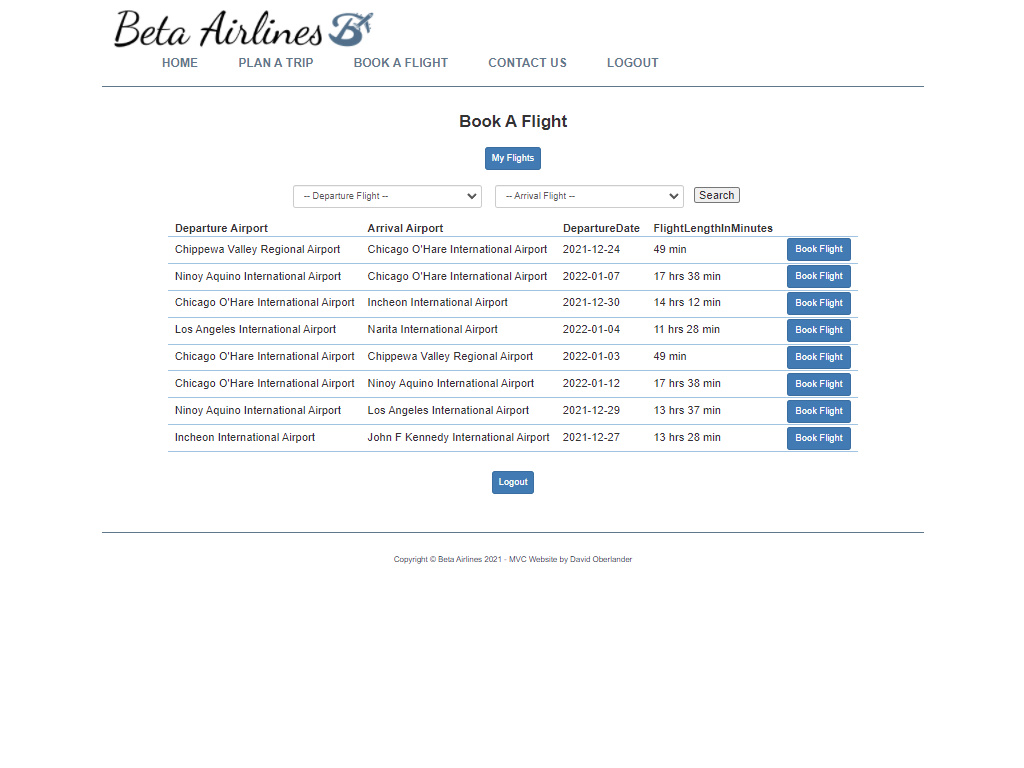 Beta Airlines B
HOME PLAN A TRIP BOOK A FLIGHT CONTACT US LOGOUT
Book A Flight
My Flights
-- Departure Flight -- -- Arrival Flight -- Search
Departure Airport Arrival Airport DepartureDate FlightLengthInMinutes
Chippewa Valley Regional Airport Chicago O'Hare International Airport 2021-12-24 49 min Book Flight
Ninoy Aquino International Airport Chicago O'Hare International Airport 2022-01-07 17 hrs 38 min Book Flight
Chicago O'Hare International Airport Incheon International Airport 2021-12-30 14 hrs 12 min Book Flight
Los Angeles International Airport Narita International Airport 2022-01-04 11 hrs 28 min Book Flight
Chicago O'Hare International Airport Chippewa Valley Regional Airport 2022-01-03 49 min Book Flight
Chicago O'Hare International Airport Ninoy Aquino International Airport 2022-01-12 17 hrs 38 min Book Flight
Ninoy Aquino International Airport Los Angeles International Airport 2021-12-29 13 hrs 37 min Book Flight
Incheon International Airport John F Kennedy International Airport 2021-12-27 13 hrs 28 min Book Flight
Logout
Copyright © Beta Airlines 2021 - MVC Website by David Oberlander